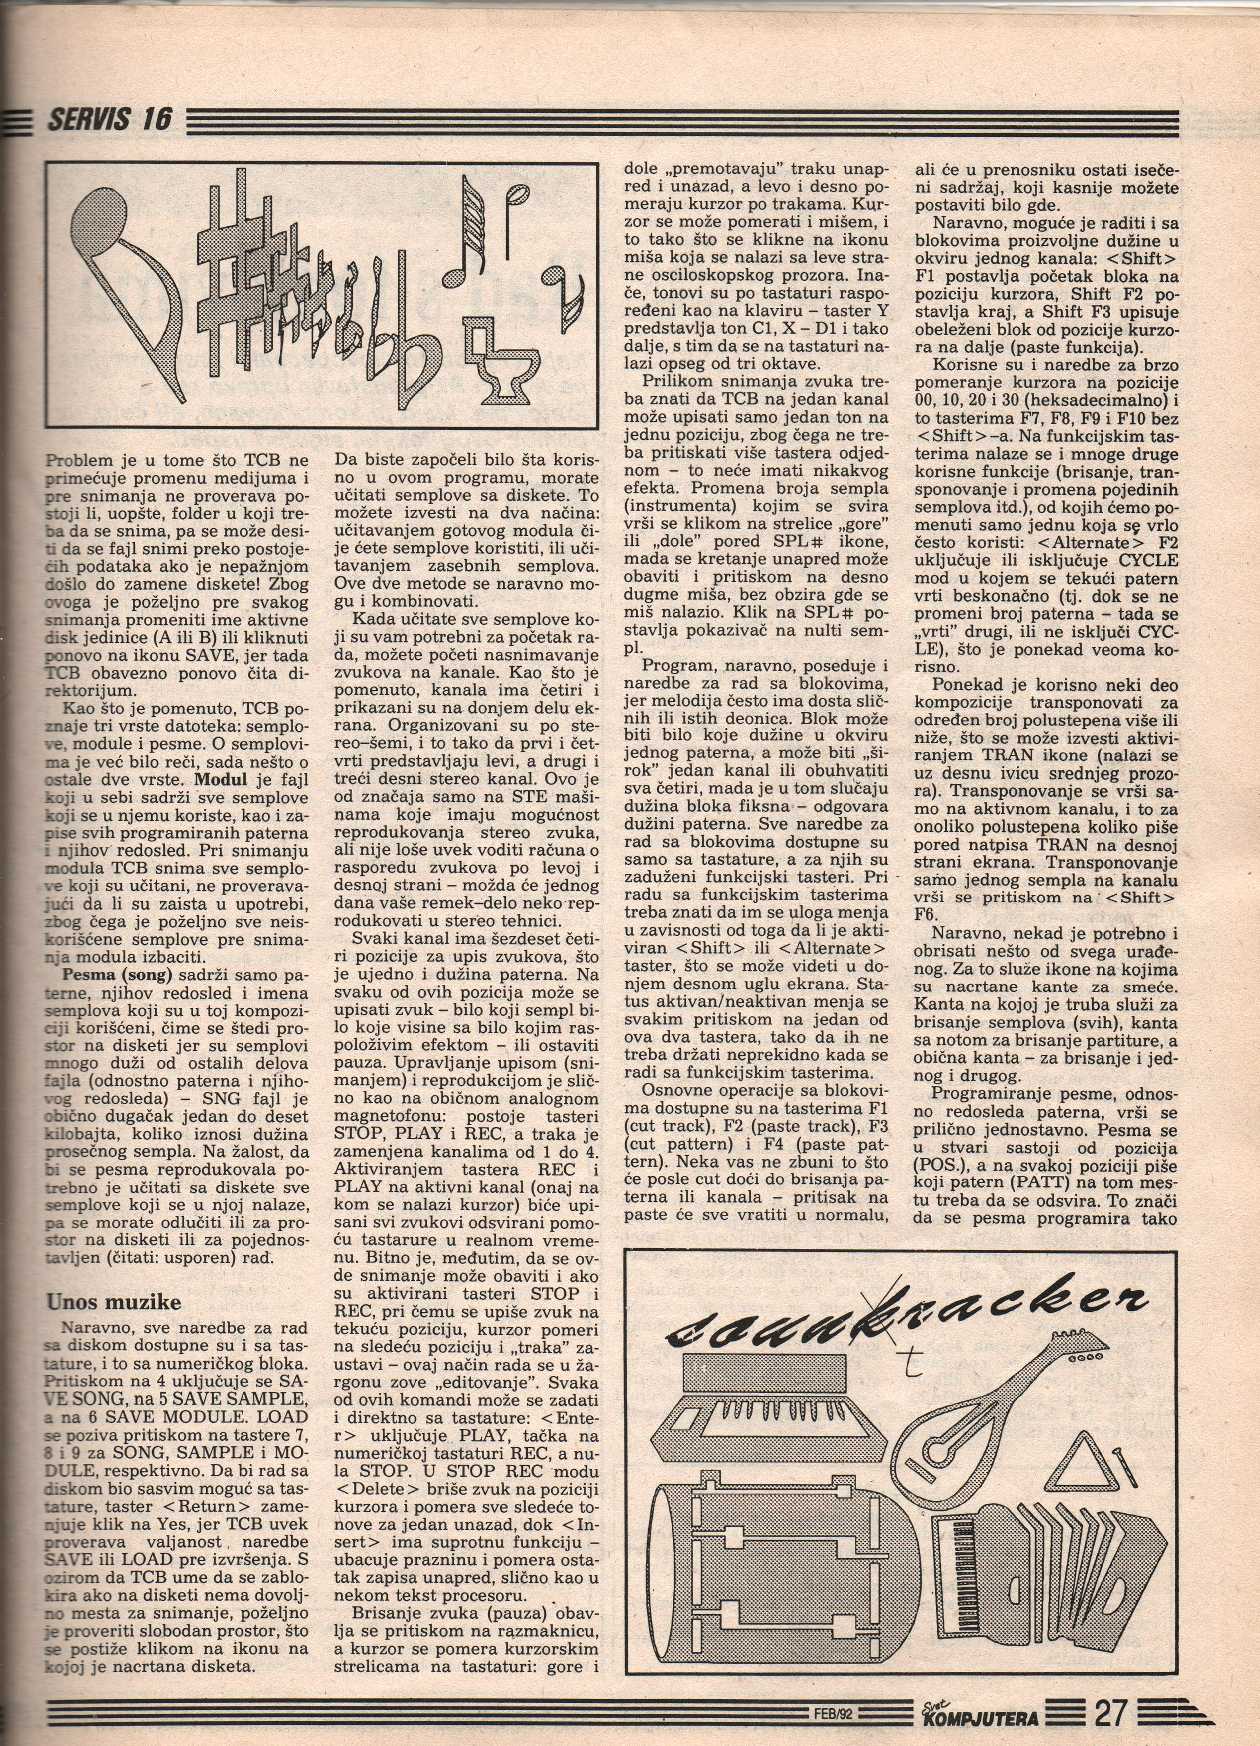 SERVIS 16
Problem je u tome što TCB ne
primećuje promenu medijuma i
pre snimanja ne proverava po-
stoji li, uopšte, folder u koji tre-
ba da se snima, pa se može desi-
ti da se fajl snimi preko postoje-
ćih podataka ako je nepažnjom
došlo do zamene diskete! Zbog
ovoga je poželjno pre svakog
snimanja promeniti ime aktivne
disk jedinice (A ili B) ili kliknuti
ponovo na ikonu SAVE, jer tada
TCB obavezno ponovo čita di-
rektorijum.
Kao što je pomenuto, TCB po-
znaje tri vrste datoteka: semplo-
ve, module i pesme. O semplovi-
ma je već bilo reči, sada nešto o
ostale dve vrste. Modul je fajl
koji u sebi sadrži sve semplove
koji se u njemu koriste, kao i za-
pise svih programiranih paterna
i njihov redosled. Pri snimanju
modula TCB snima sve semplo-
ve koji su učitani, ne proverava-
jući da li su zaista u upotrebi,
zbog čega je poželjno sve neis-
korišćene semplove pre snima-
nja modula izbaciti.
Pesma (song) sadrži samo pa-
terne, njihov redosled i imena
semplova koji su u toj kompozi-
ciji korišćeni, čime se štedi pro-
stor na disketi jer su semplovi
mnogo duži od ostalih delova
fajla (odnostno paterna i njiho-
vog redosleda) – SNG fajl je
obično dugačak jedan do deset
kilobajta, koliko iznosi dužina
prosečnog sempla. Na žalost, da
bi se pesma reprodukovala po-
trebno je učitati sa diskete sve
semplove koji se u njoj nalaze,
pa se morate odlučiti ili za pro-
stor na disketi ili za pojednos-
tavljen (čitati: usporen) rad.
Unos muzike
Naravno, sve naredbe za rad
sa diskom dostupne su i sa tas-
tature, i to sa numeričkog bloka.
Pritiskom na 4 uključuje se SA-
VE SONG, na 5 SAVE SAMPLE,
a na 6 SAVE MODULE. LOAD
se poziva pritiskom na tastere 7,
8 i 9 za SONG, SAMPLE i MO-
DULE, respektivno. Da bi rad sa
diskom bio sasvim moguć sa tas-
tature, taster <Return> zame-
njuje klik na Yes, jer TCB uvek
proverava valjanost naredbe
SAVE ili LOAD pre izvršenja. S
ozirom da TCB ume da se zablo-
kira ako na disketi nema dovolj-
no mesta za snimanje, poželjno
je proveriti slobodan prostor, što
se postiže klikom na ikonu na
kojoj je nacrtana disketa.
Da biste započeli bilo šta koris-
no u ovom programu, morate
učitati semplove sa diskete. To
možete izvesti na dva načina:
učitavanjem gotovog modula či-
je ćete semplove koristiti, ili uči-
tavanjem zasebnih semplova.
Ove dve metode se naravno mo-
gu i kombinovati.
Kada učitate sve semplove ko-
ji su vam potrebni za početak ra-
da, možete početi nasnimavanje
zvukova na kanale. Kao što je
pomenuto, kanala ima četiri i
prikazani su na donjem delu ek-
rana. Organizovani su po ste-
reo–šemi, i to tako da prvi i čet-
vrti predstavljaju levi, a drugi i
treći desni stereo kanal. Ovo je
od značaja samo na STE maši-
nama koje imaju mogućnost
reprodukovanja stereo zvuka,
ali nije loše uvek voditi računa o
rasporedu zvukova po levoj i
desnoj strani – možda će jednog
dana vaše remek–delo neko rep-
rodukovati u stereo tehnici.
Svaki kanal ima šezdeset četi-
ri pozicije za upis zvukova, što
je ujedno i dužina paterna. Na
svaku od ovih pozicija može se
upisati zvuk – bilo koji sempl bi-
lo koje visine sa bilo kojim ras-
položivim efektom – ili ostaviti
pauza. Upravljanje upisom (sni-
manjem) i reprodukcijom je slič-
no kao na običnom analognom
magnetofonu: postoje tasteri
STOP, PLAY i REC, a traka je
zamenjena kanalima od 1 do 4.
Aktiviranjem tastera REC i
PLAY na aktivni kanal (onaj na
kom se nalazi kurzor) biće upi-
sani svi zvukovi odsvirani pomo-
ću tastarure u realnom vreme-
nu. Bitno je, međutim, da se ov-
de snimanje može obaviti i ako
su aktivirani tasteri STOP i
REC, pri čemu se upiše zvuk na
tekuću poziciju, kurzor pomeri
na sledeću poziciju i „traka” za-
ustavi – ovaj način rada se u ža-
rgonu zove „editovanje”. Svaka
od ovih komandi može se zadati
i direktno sa tastature: <Ente-
r> uključuje PLAY, tačka na
numeričkoj tastaturi REC, a nu-
la STOP. U STOP REC modu
<Delete> briše zvuk na poziciji
kurzora i pomera sve sledeće to-
nove za jedan unazad, dok <In-
sert> ima suprotnu funkciju –
ubacuje prazninu i pomera osta-
tak zapisa unapred, slično kao u
nekom tekst procesoru.
Brisanje zvuka (pauza) obav-
lja se pritiskom na razmaknicu,
a kurzor se pomera kurzorskim
strelicama na tastaturi: gore i
dole „premotavaju” traku unap-
red i unazad, a levo i desno po-
meraju kurzor po trakama. Kur-
zor se može pomerati i mišem, i
to tako što se klikne na ikonu
miša koja se nalazi sa leve stra-
ne osciloskopskog prozora. Ina-
če, tonovi su po tastaturi raspo-
ređeni kao na klaviru – taster Y
predstavlja ton C1, X – D1 i tako
dalje, s tim da se na tastaturi na-
lazi opseg od tri oktave.
Prilikom snimanja zvuka tre-
ba znati da TCB na jedan kanal
može upisati samo jedan ton na
jednu poziciju, zbog čega ne tre-
ba pritiskati više tastera odjed-
nom – to neće imati nikakvog
efekta. Promena broja sempla
(instrumenta) kojim se svira
vrši se klikom na strelice „gore”
ili „dole” pored SPL# ikone,
mada se kretanje unapred može
obaviti i pritiskom na desno
dugme miša, bez obzira gde se
miš nalazio. Klik na SPL# po-
stavlja pokazivač na nulti sem-
pl.
Program, naravno, poseduje i
naredbe za rad sa blokovima,
jer melodija često ima dosta slič-
nih ili istih deonica. Blok može
biti bilo koje dužine u okviru
jednog paterna, a može biti „ši-
rok” jedan kanal ili obuhvatiti
sva četiri, mada je u tom slučaju
dužina bloka fiksna – odgovara
dužini paterna. Sve naredbe za
rad sa blokovima dostupne su
samo sa tastature, a za njih su
zaduženi funkcijski tasteri. Pri
radu sa funkcijskim tasterima
treba znati da im se uloga menja
u zavisnosti od toga da li je akti-
viran <Shift> ili <Alternate>
taster, što se može videti u do-
njem desnom uglu ekrana. Sta-
tus aktivan/neaktivan menja se
svakim pritiskom na jedan od
ova dva tastera, tako da ih ne
treba držati neprekidno kada se
radi sa funkcijskim tasterima.
Osnovne operacije sa blokovi-
ma dostupne su na tasterima F1
(cut track), F2 (paste track), F3
(cut pattern) i F4 (paste pat-
tern). Neka vas ne zbuni to što
će posle cut doći do brisanja pa-
terna ili kanala – pritisak na
paste će sve vratiti u normalu,
ali će u prenosniku ostati iseče-
ni sadržaj, koji kasnije možete
postaviti bilo gde.
Naravno, moguće je raditi i sa
blokovima proizvoljne dužine u
okviru jednog kanala: <Shift>
F1 postavlja početak bloka na
poziciju kurzora, Shift F2 po-
stavlja kraj, a Shift F3 upisuje
obeleženi blok od pozicije kurzo-
ra na dalje (paste funkcija).
Korisne su i naredbe za brzo
pomeranje kurzora na pozicije
00, 10, 20 i 30 (heksadecimalno) i
to tasterima F7, F8, F9 i F10 bez
<Shift>–a. Na funkcijskim tas-
terima nalaze se i mnoge druge
korisne funkcije (brisanje, tran-
sponovanje i promena pojedinih
semplova itd.), od kojih ćemo po-
menuti samo jednu koja se vrlo
često koristi: <Alternate> F2
uključuje ili isključuje CYCLE
mod u kojem se tekući patern
vrti beskonačno (tj. dok se ne
promeni broj paterna – tada se
„vrti” drugi, ili ne isključi CYC-
LE), što je ponekad veoma ko-
risno.
Ponekad je korisno neki deo
kompozicije transponovati za
određen broj polustepena više ili
niže, što se može izvesti aktivi-
ranjem TRAN ikone (nalazi se
uz desnu ivicu srednjeg prozo-
ra). Transponovanje se vrši sa-
mo na aktivnom kanalu, i to za
onoliko polustepena koliko piše
pored natpisa TRAN na desnoj
strani ekrana. Transponovanje
samo jednog sempla na kanalu
vrši se pritiskom na <Shift>
F6.
Naravno, nekad je potrebno i
obrisati nešto od svega urađe-
nog. Za to služe ikone na kojima
su nacrtane kante za smeće.
Kanta na kojoj je truba služi za
brisanje semplova (svih), kanta
sa notom za brisanje partiture, a
obična kanta – za brisanje i jed-
nog i drugog.
Programiranje pesme, odnos-
no redosleda paterna, vrši se
prilično jednostavno. Pesma se
u stvari sastoji od pozicija
(POS.), a na svakoj poziciji piše
koji patern (PATT) na tom mes-
tu treba da se odsvira. To znači
da se pesma programira tako
sounkracker
t
FEB/92
Svet
KOMPJUTERA
27